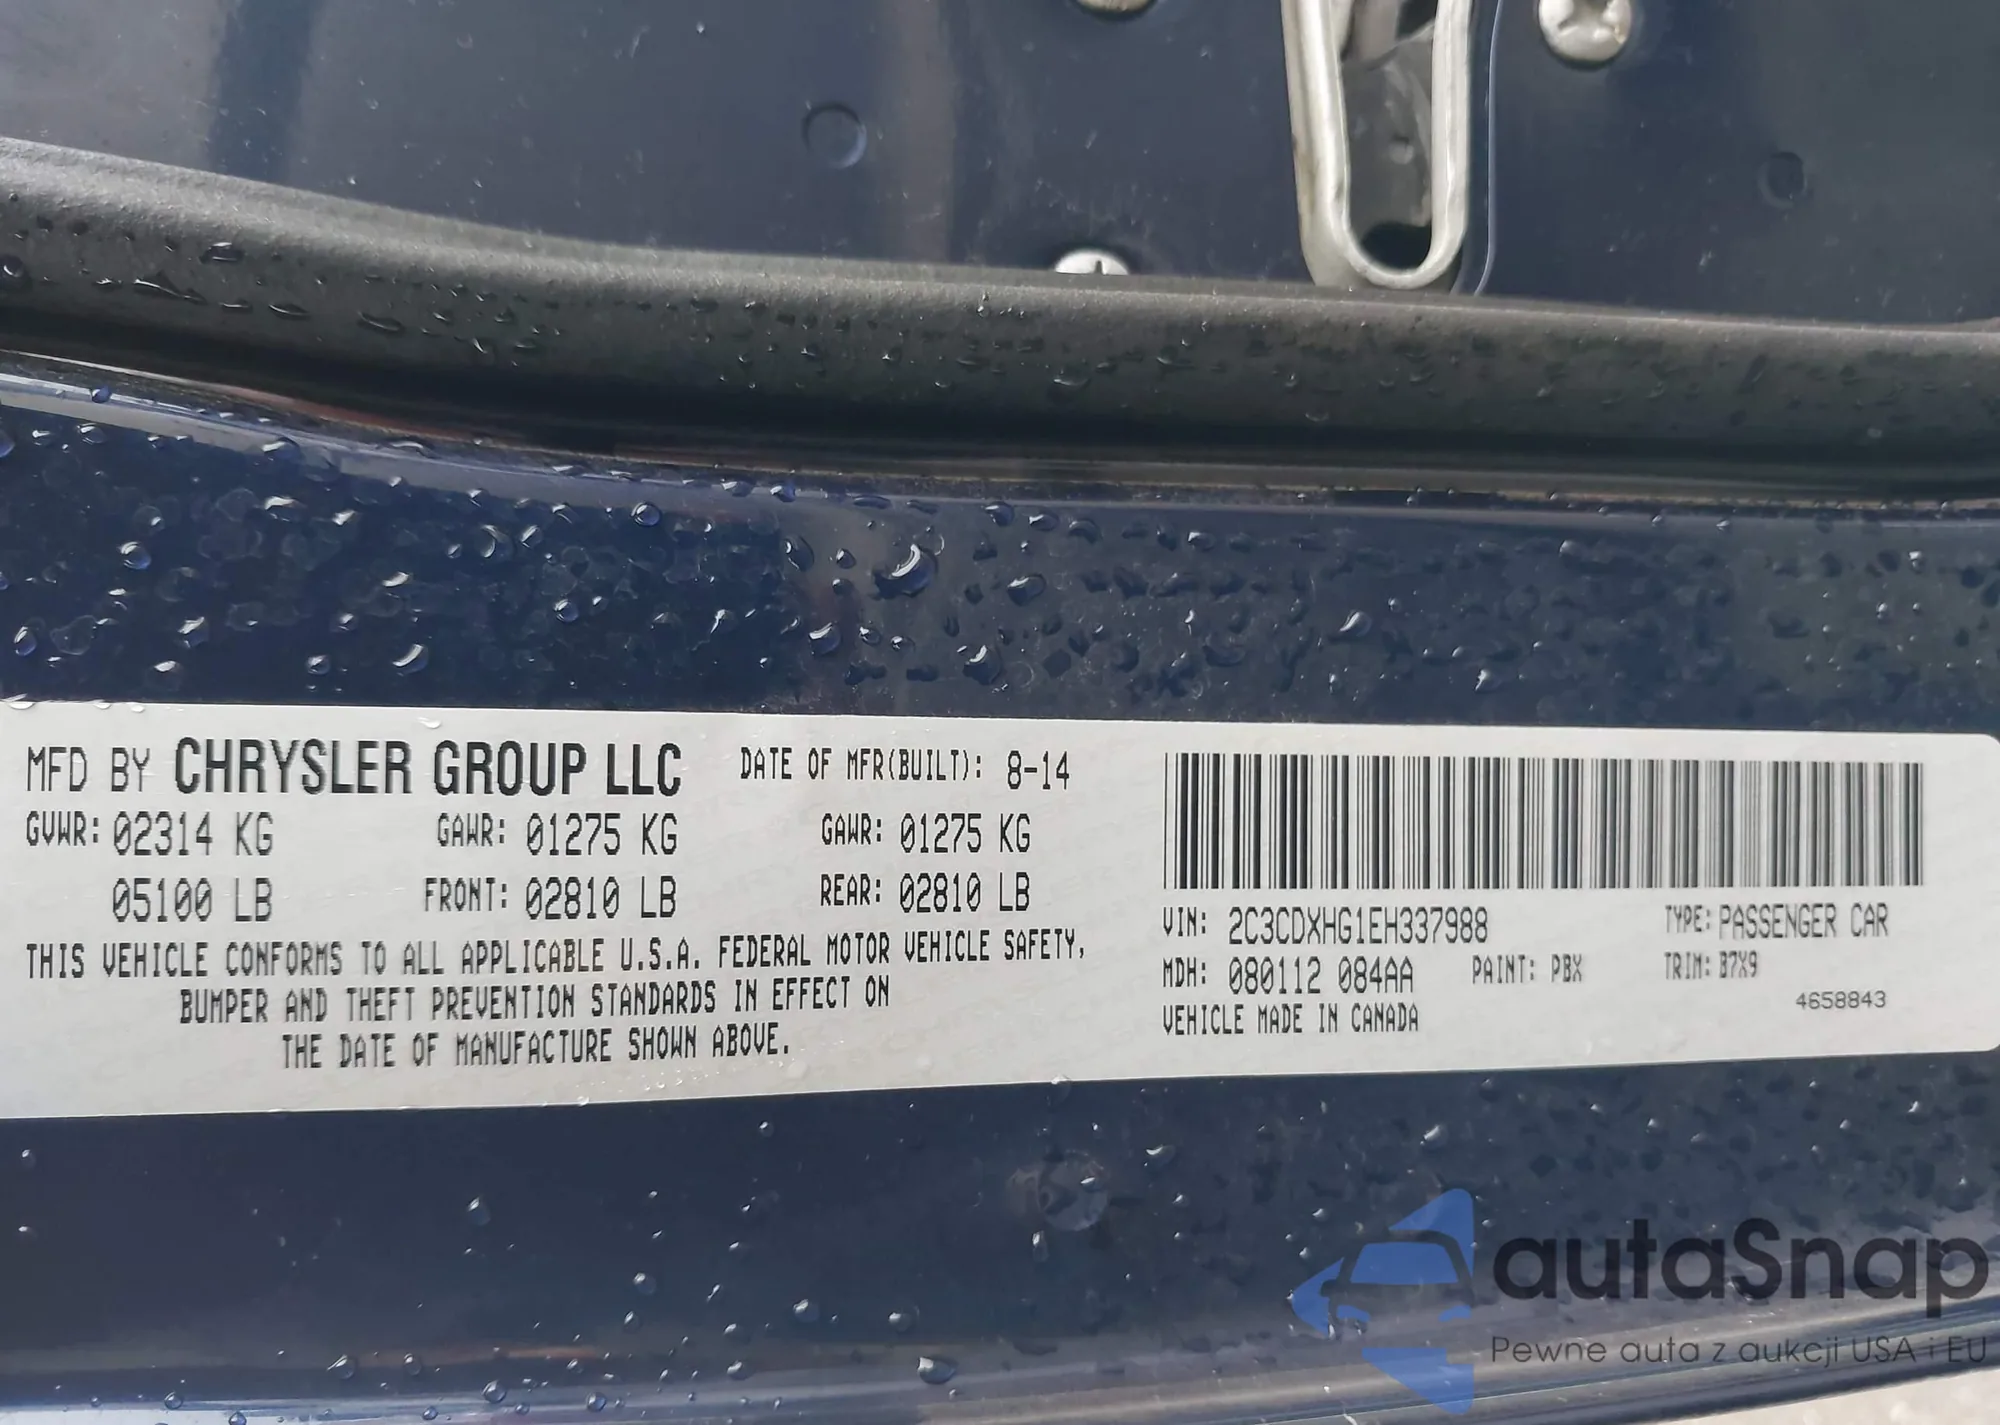 MFD BY CHRYSLER GROUP LLC DATE OF MFR(BUILT): 8-14
GVWR: 02314 KG GAWR: 01275 KG GAWR: 01275 KG
05100 LB FRONT: 02810 LB REAR: 02810 LB
THIS VEHICLE CONFORMS TO ALL APPLICABLE U.S.A. FEDERAL MOTOR VEHICLE SAFETY,
BUMPER AND THEFT PREVENTION STANDARDS IN EFFECT ON
THE DATE OF MANUFACTURE SHOWN ABOVE.
VIN: 2C3CDXHG1EH337988 TYPE: PASSENGER CAR
MDH: 080112 084AA PAINT: PBX TRIM: B7X9
VEHICLE MADE IN CANADA 4658843
autaSnap
Pewne auta z aukcji USA i EU